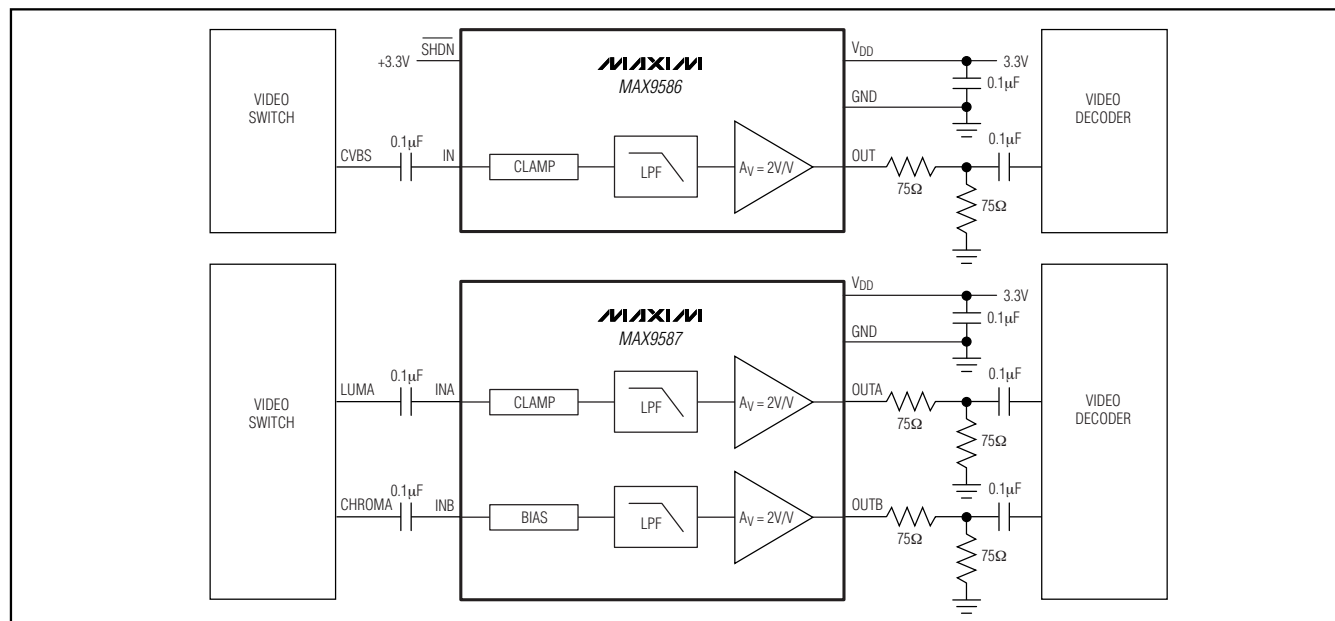 SHDN
+3.3V
MAXIM
MAX9586
VDD
3.3V
0.1µF
GND
VIDEO
SWITCH
VIDEO
DECODER
CVBS
0.1µF
IN
CLAMP
LPF
AV = 2V/V
OUT
75Ω
0.1µF
75Ω
MAXIM
MAX9587
VDD
3.3V
0.1µF
GND
VIDEO
SWITCH
VIDEO
DECODER
LUMA
0.1µF
INA
CLAMP
LPF
AV = 2V/V
OUTA
75Ω
0.1µF
75Ω
CHROMA
0.1µF
INB
BIAS
LPF
AV = 2V/V
OUTB
75Ω
0.1µF
75Ω